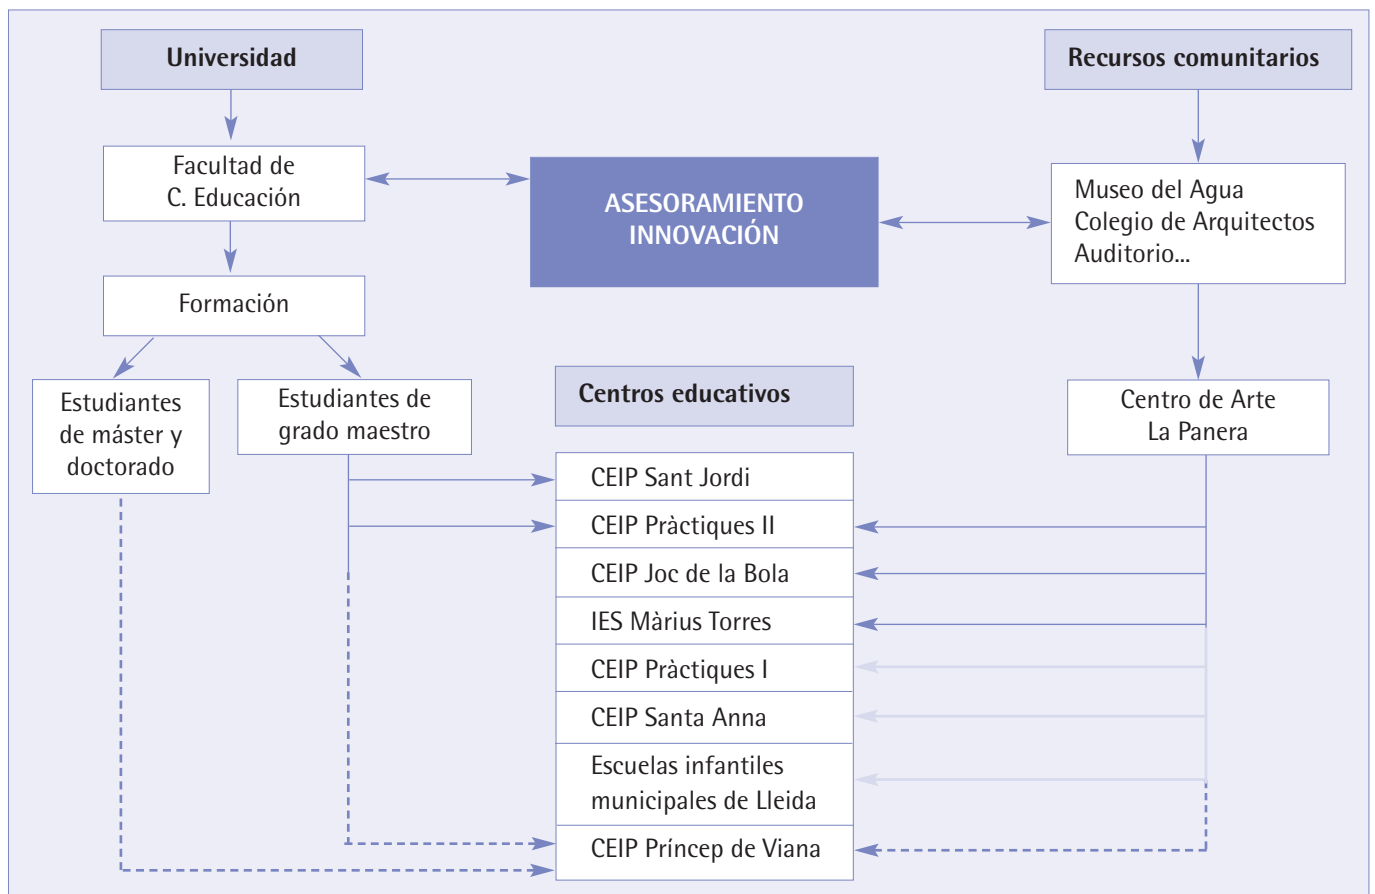 Universidad
Recursos comunitarios
Facultad de
C. Educación
ASESORAMIENTO
INNOVACIÓN
Museo del Agua
Colegio de Arquitectos
Auditorio...
Formación
Estudiantes
de máster y
doctorado
Estudiantes de
grado maestro
Centros educativos
Centro de Arte
La Panera
CEIP Sant Jordi
CEIP Pràctiques II
CEIP Joc de la Bola
IES Màrius Torres
CEIP Pràctiques I
CEIP Santa Anna
Escuelas infantiles
municipales de Lleida
CEIP Príncep de Viana